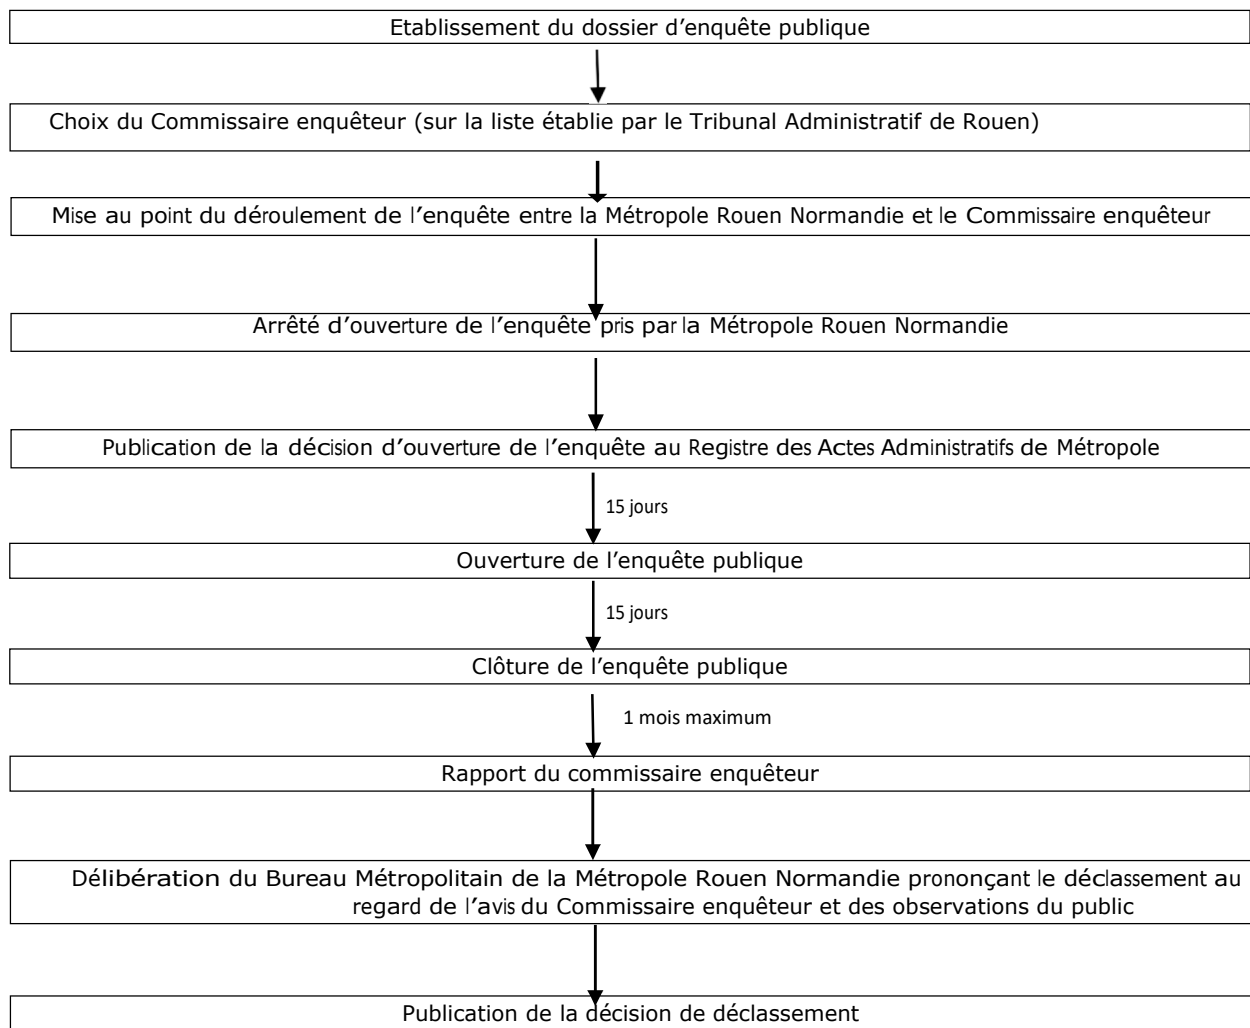 Etablissement du dossier d’enquête publique
Choix du Commissaire enquêteur (sur la liste établie par le Tribunal Administratif de Rouen)
Mise au point du déroulement de l’enquête entre la Métropole Rouen Normandie et le Commissaire enquêteur
Arrêté d’ouverture de l’enquête pris par la Métropole Rouen Normandie
Publication de la décision d’ouverture de l’enquête au Registre des Actes Administratifs de Métropole
15 jours
Ouverture de l’enquête publique
15 jours
Clôture de l’enquête publique
1 mois maximum
Rapport du commissaire enquêteur
Délibération du Bureau Métropolitain de la Métropole Rouen Normandie prononçant le déclassement au
regard de l’avis du Commissaire enquêteur et des observations du public
Publication de la décision de déclassement